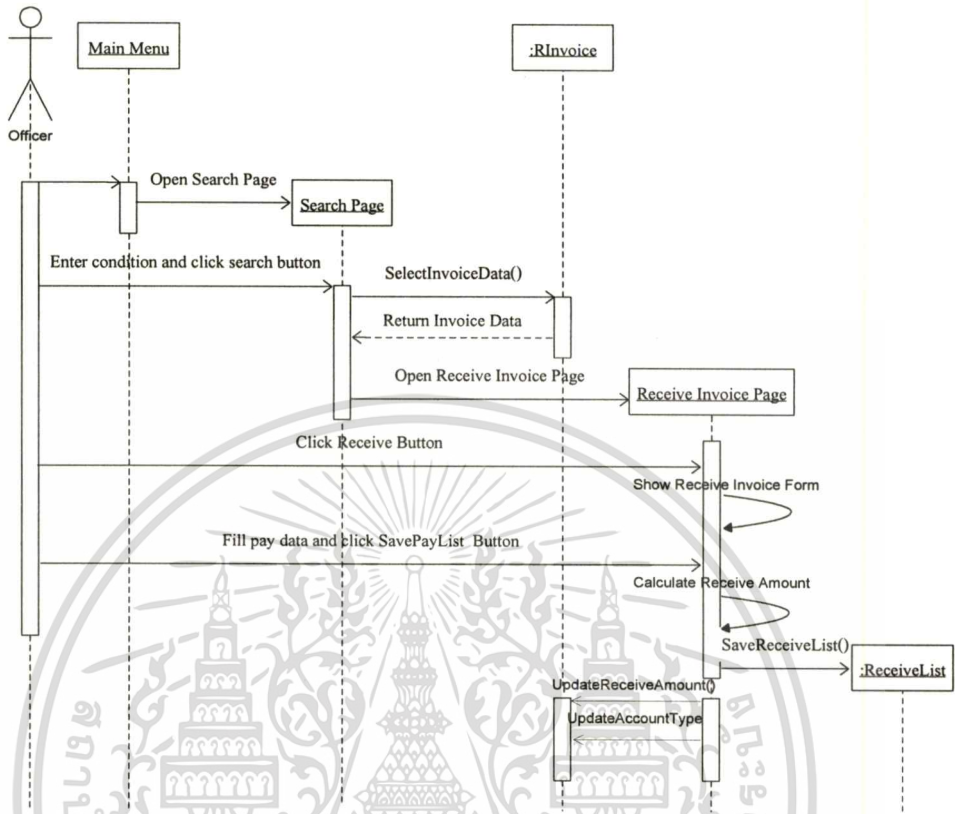 Main Menu
:RInvoice
Officer
Open Search Page
Search Page
Enter condition and click search button
SelectInvoiceData()
Return Invoice Data
Open Receive Invoice Page
Receive Invoice Page
Click Receive Button
Show Receive Invoice Form
Fill pay data and click SavePayList Button
Calculate Receive Amount
SaveReceiveList()
:ReceiveList
UpdateReceiveAmount()
UpdateAccountType